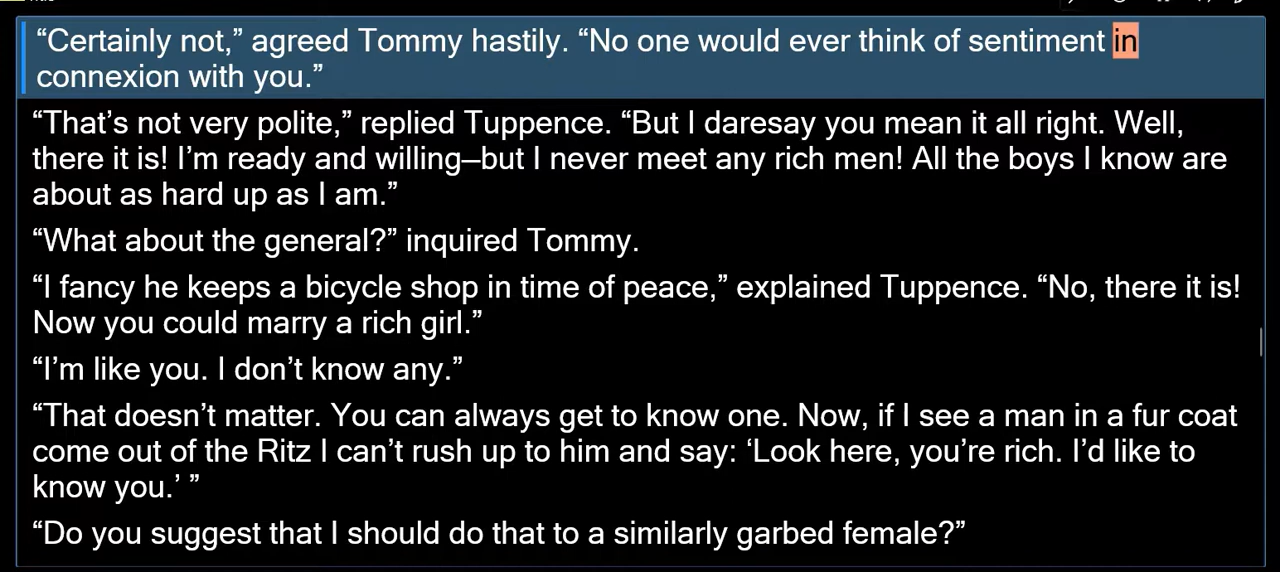 “Certainly not,” agreed Tommy hastily. “No one would ever think of sentiment in
connexion with you.”
“That’s not very polite,” replied Tuppence. “But I daresay you mean it all right. Well,
there it is! I’m ready and willing—but I never meet any rich men! All the boys I know are
about as hard up as I am.”
“What about the general?” inquired Tommy.
“I fancy he keeps a bicycle shop in time of peace,” explained Tuppence. “No, there it is!
Now you could marry a rich girl.”
“I’m like you. I don’t know any.”
“That doesn’t matter. You can always get to know one. Now, if I see a man in a fur coat
come out of the Ritz I can’t rush up to him and say: ‘Look here, you’re rich. I’d like to
know you.’ ”
“Do you suggest that I should do that to a similarly garbed female?”